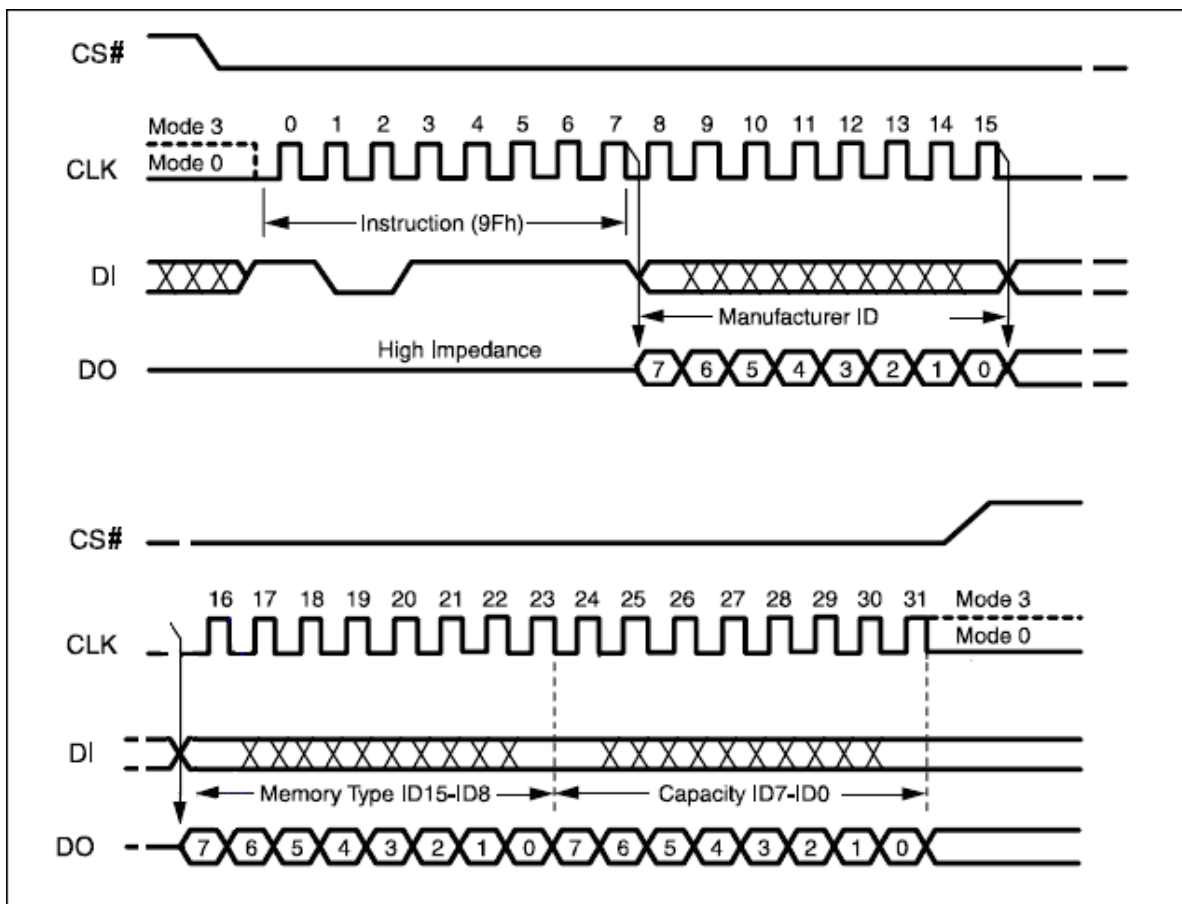 CS#
Mode 3
0 1 2 3 4 5 6 7 8 9 10 11 12 13 14 15
CLK
Mode 0
Instruction (9Fh)
DI
Manufacturer ID
High Impedance
DO
7 6 5 4 3 2 1 0
CS#
16 17 18 19 20 21 22 23 24 25 26 27 28 29 30 31
Mode 3
CLK
Mode 0
DI
Memory Type ID15-ID8
Capacity ID7-ID0
DO
7 6 5 4 3 2 1 0 7 6 5 4 3 2 1 0